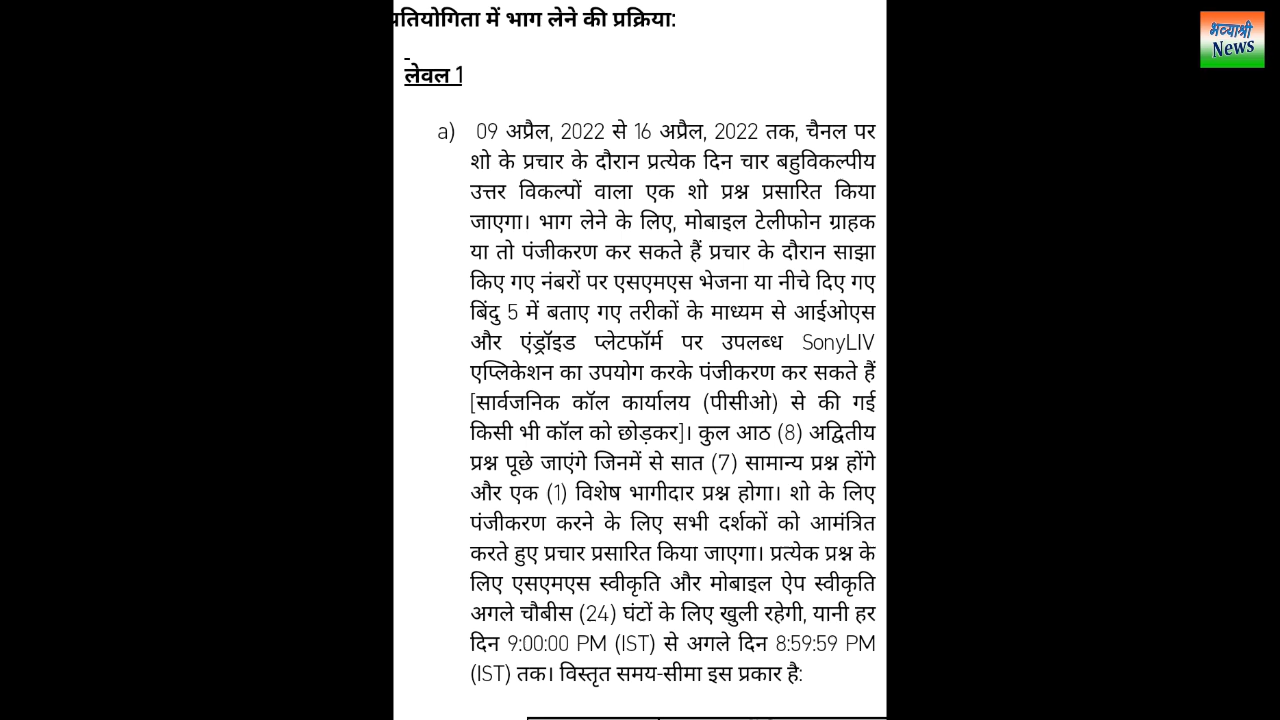 प्रतियोगिता में भाग लेने की प्रक्रिया:
लेवल 1
a) 09 अप्रैल, 2022 से 16 अप्रैल, 2022 तक, चैनल पर
शो के प्रचार के दौरान प्रत्येक दिन चार बहुविकल्पीय
उत्तर विकल्पों वाला एक शो प्रश्न प्रसारित किया
जाएगा। भाग लेने के लिए, मोबाइल टेलीफोन ग्राहक
या तो पंजीकरण कर सकते हैं प्रचार के दौरान साझा
किए गए नंबरों पर एसएमएस भेजना या नीचे दिए गए
बिंदु 5 में बताए गए तरीकों के माध्यम से आईओएस
और एंड्रॉइड प्लेटफॉर्म पर उपलब्ध SonyLIV
एप्लिकेशन का उपयोग करके पंजीकरण कर सकते हैं
[सार्वजनिक कॉल कार्यालय (पीसीओ) से की गई
किसी भी कॉल को छोड़कर]। कुल आठ (8) अद्वितीय
प्रश्न पूछे जाएंगे जिनमें से सात (7) सामान्य प्रश्न होंगे
और एक (1) विशेष भागीदार प्रश्न होगा। शो के लिए
पंजीकरण करने के लिए सभी दर्शकों को आमंत्रित
करते हुए प्रचार प्रसारित किया जाएगा। प्रत्येक प्रश्न के
लिए एसएमएस स्वीकृति और मोबाइल ऐप स्वीकृति
अगले चौबीस (24) घंटों के लिए खुली रहेगी, यानी हर
दिन 9:00:00 PM (IST) से अगले दिन 8:59:59 PM
(IST) तक। विस्तृत समय-सीमा इस प्रकार है:
भव्याश्री
News